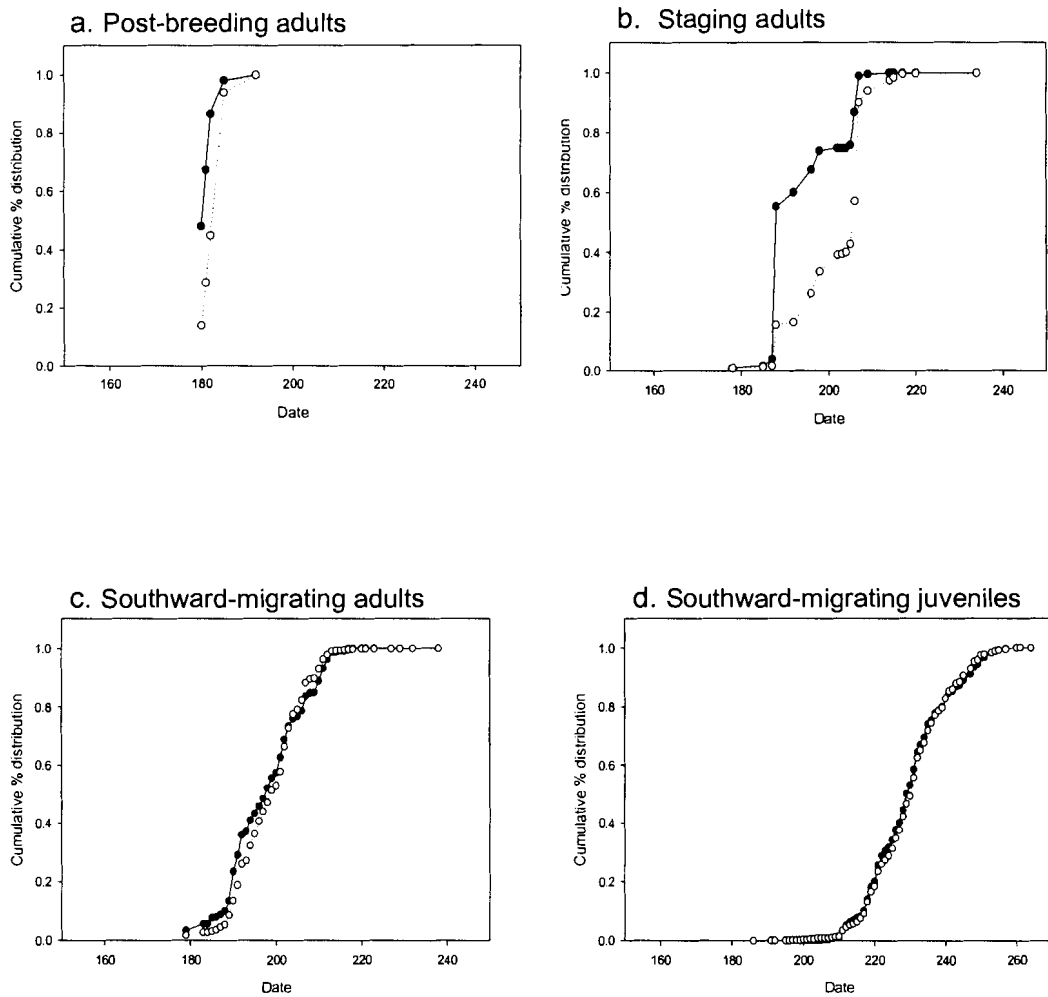 a. Post-breeding adults
Cumulative % distribution
1.0
0.8
0.6
0.4
0.2
0.0
160 180 200 220 240
Date
b. Staging adults
Cumulative % distribution
1.0
0.8
0.6
0.4
0.2
0.0
160 180 200 220 240
Date
c. Southward-migrating adults
Cumulative % distribution
1.0
0.8
0.6
0.4
0.2
0.0
160 180 200 220 240
Date
d. Southward-migrating juveniles
Cumulative % distribution
1.0
0.8
0.6
0.4
0.2
0.0
160 180 200 220 240 260
Date